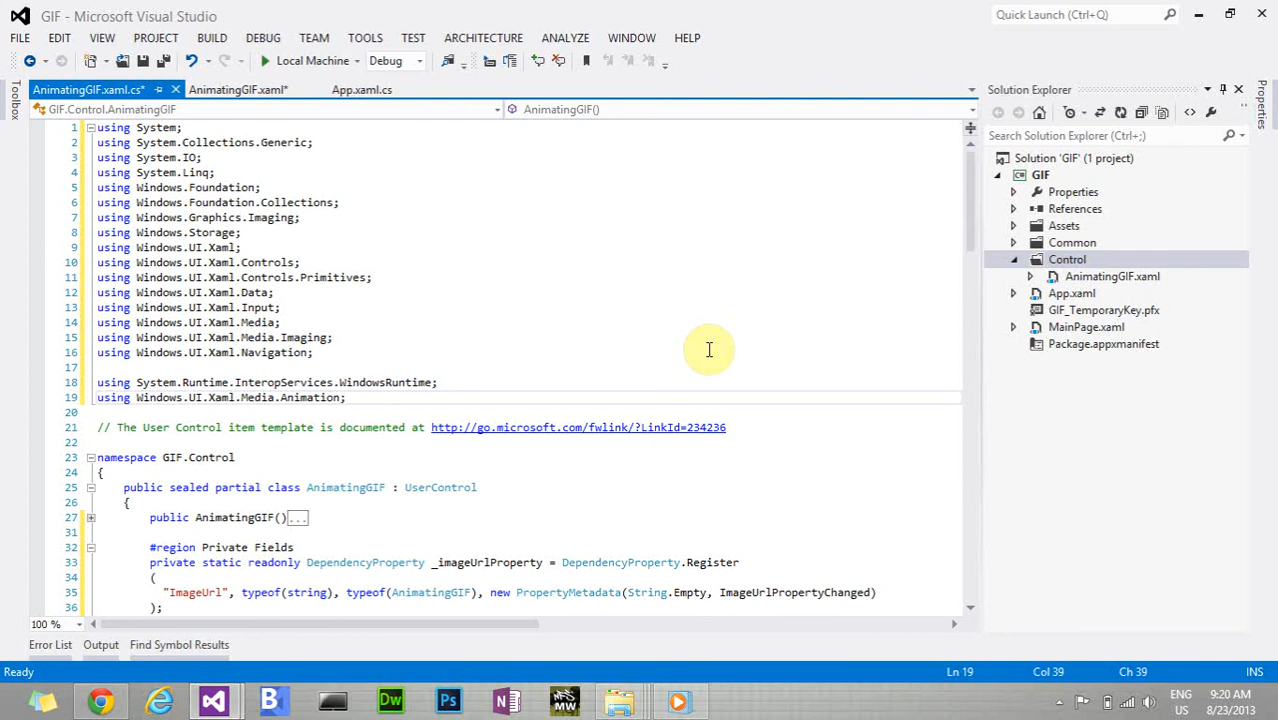 GIF - Microsoft Visual Studio
Quick Launch (Ctrl+Q)
FILE EDIT VIEW PROJECT BUILD DEBUG TEAM TOOLS TEST ARCHITECTURE ANALYZE WINDOW HELP
Local Machine Debug
Toolbox
AnimatingGIF.xaml.cs* AnimatingGIF.xaml* App.xaml.cs
GIF.Control.AnimatingGIF AnimatingGIF()
1 using System;
2 using System.Collections.Generic;
3 using System.IO;
4 using System.Linq;
5 using Windows.Foundation;
6 using Windows.Foundation.Collections;
7 using Windows.Graphics.Imaging;
8 using Windows.Storage;
9 using Windows.UI.Xaml;
10 using Windows.UI.Xaml.Controls;
11 using Windows.UI.Xaml.Controls.Primitives;
12 using Windows.UI.Xaml.Data;
13 using Windows.UI.Xaml.Input;
14 using Windows.UI.Xaml.Media;
15 using Windows.UI.Xaml.Media.Imaging;
16 using Windows.UI.Xaml.Navigation;
17
18 using System.Runtime.InteropServices.WindowsRuntime;
19 using Windows.UI.Xaml.Media.Animation;
20
21 // The User Control item template is documented at http://go.microsoft.com/fwlink/?LinkId=234236
22
23 namespace GIF.Control
24 {
25 public sealed partial class AnimatingGIF : UserControl
26 {
27 public AnimatingGIF()...
31
32 #region Private Fields
33 private static readonly DependencyProperty _imageUrlProperty = DependencyProperty.Register
34 (
35 "ImageUrl", typeof(string), typeof(AnimatingGIF), new PropertyMetadata(String.Empty, ImageUrlPropertyChanged)
36 );
100 %
Solution Explorer
Search Solution Explorer (Ctrl+;)
Solution 'GIF' (1 project)
GIF
Properties
References
Assets
Common
Control
AnimatingGIF.xaml
App.xaml
GIF_TemporaryKey.pfx
MainPage.xaml
Package.appxmanifest
Properties
Error List Output Find Symbol Results
Ready Ln 19 Col 39 Ch 39 INS
ENG
US
9:20 AM
8/23/2013